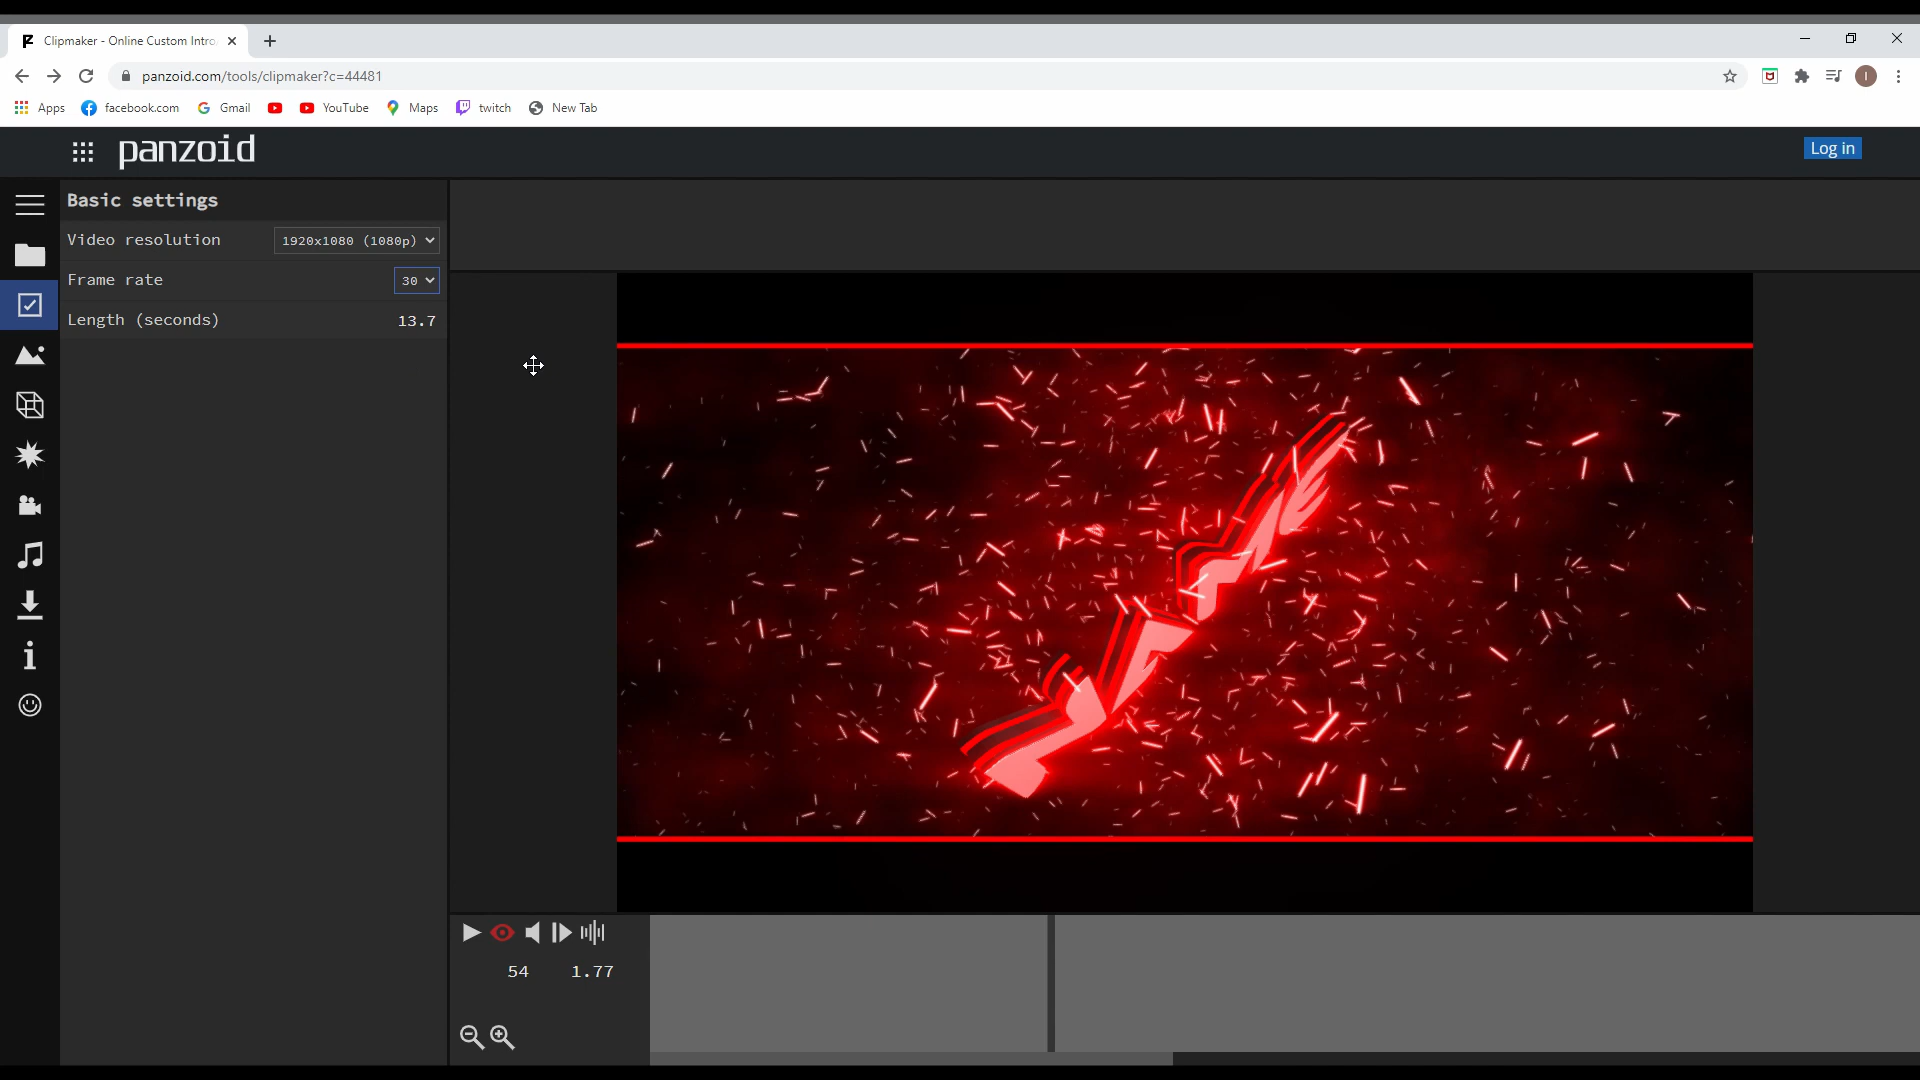 Clipmaker - Online Custom Intro
panzoid.com/tools/clipmaker?c=44481
I
Apps facebook.com Gmail YouTube Maps twitch New Tab
panzoid
Log in
Basic settings
Video resolution 1920x1080 (1080p)
Frame rate 30
Length (seconds) 13.7
54 1.77